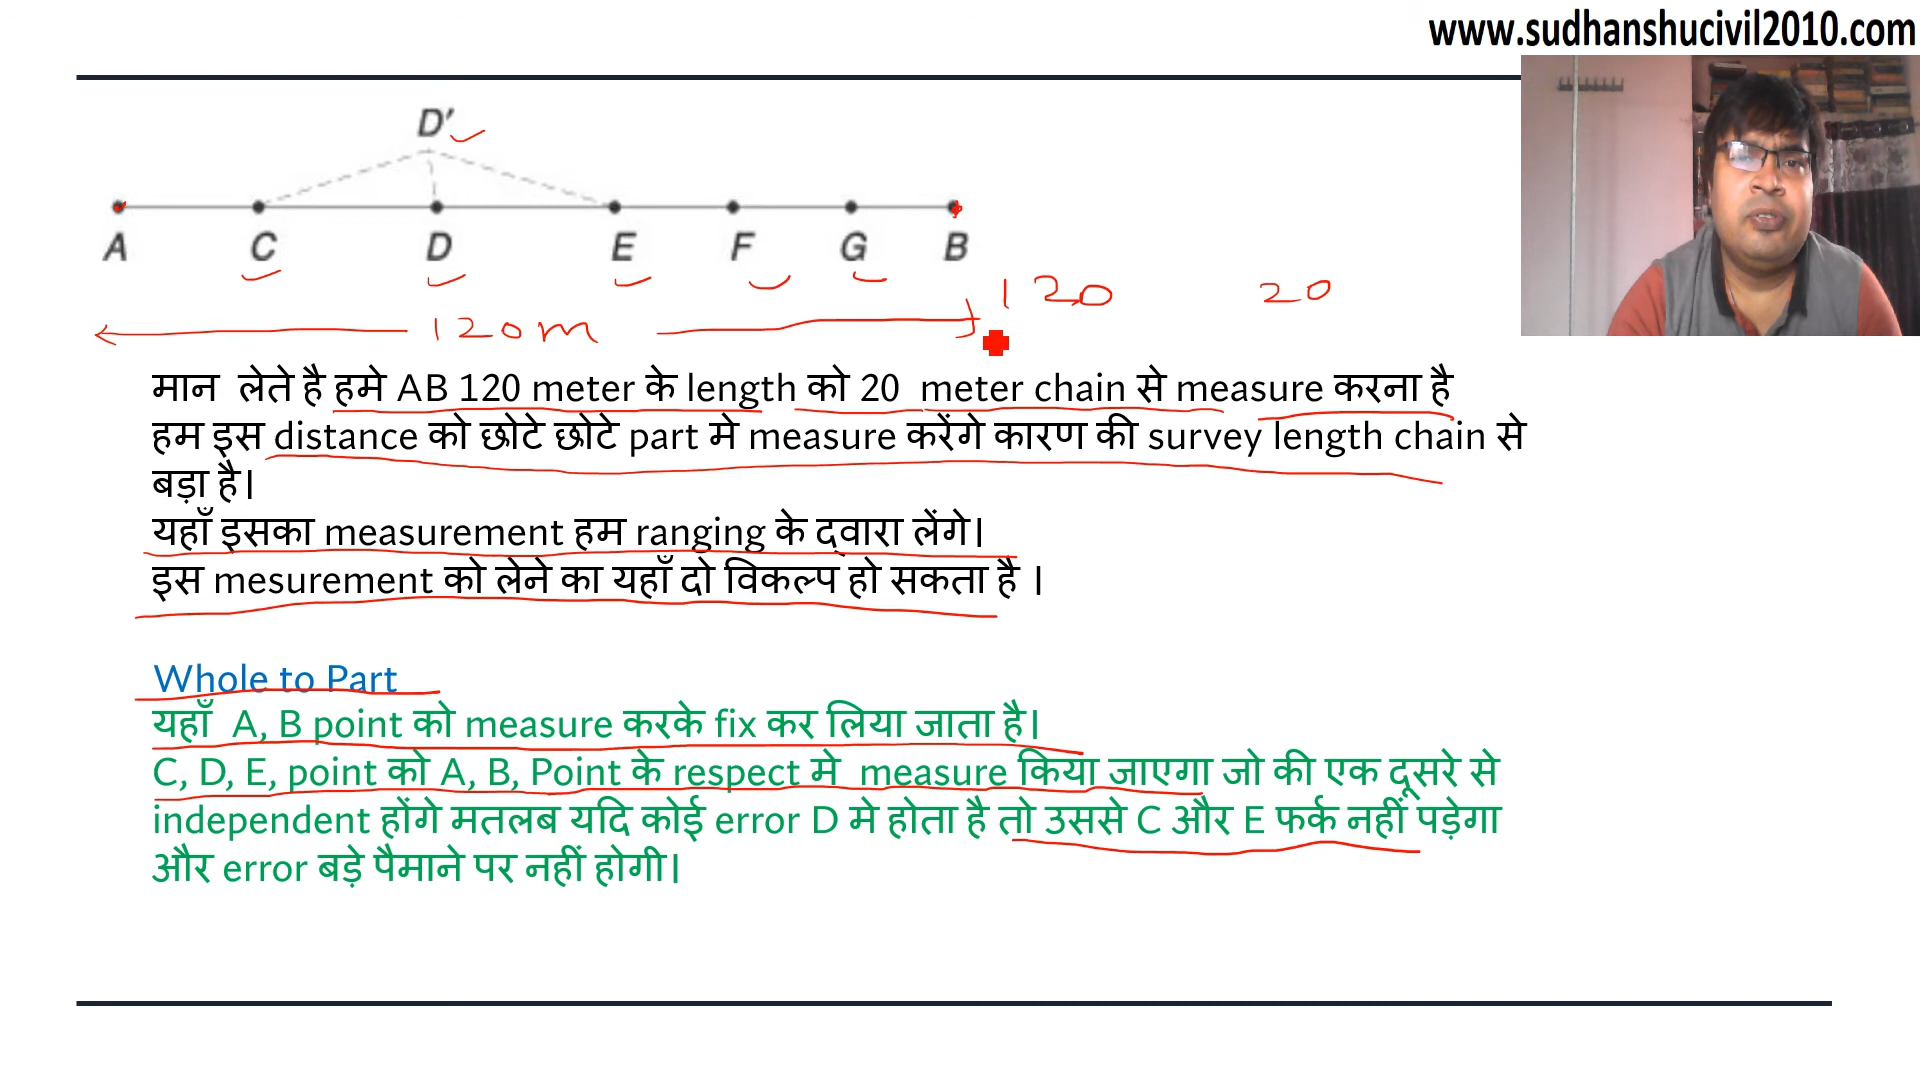 www.sudhanshucivil2010.com
D'
A C D E F G B
120 20
120m
मान लेते है हमे AB 120 meter के length को 20 meter chain से measure करना है
हम इस distance को छोटे छोटे part मे measure करेंगे कारण की survey length chain से
बड़ा है।
यहाँ इसका measurement हम ranging के द्वारा लेंगे।
इस mesurement को लेने का यहाँ दो विकल्प हो सकता है ।
Whole to Part
यहाँ A, B point को measure करके fix कर लिया जाता है।
C, D, E, point को A, B, Point के respect मे measure किया जाएगा जो की एक दूसरे से
independent होंगे मतलब यदि कोई error D मे होता है तो उससे C और E फर्क नहीं पड़ेगा
और error बड़े पैमाने पर नहीं होगी।